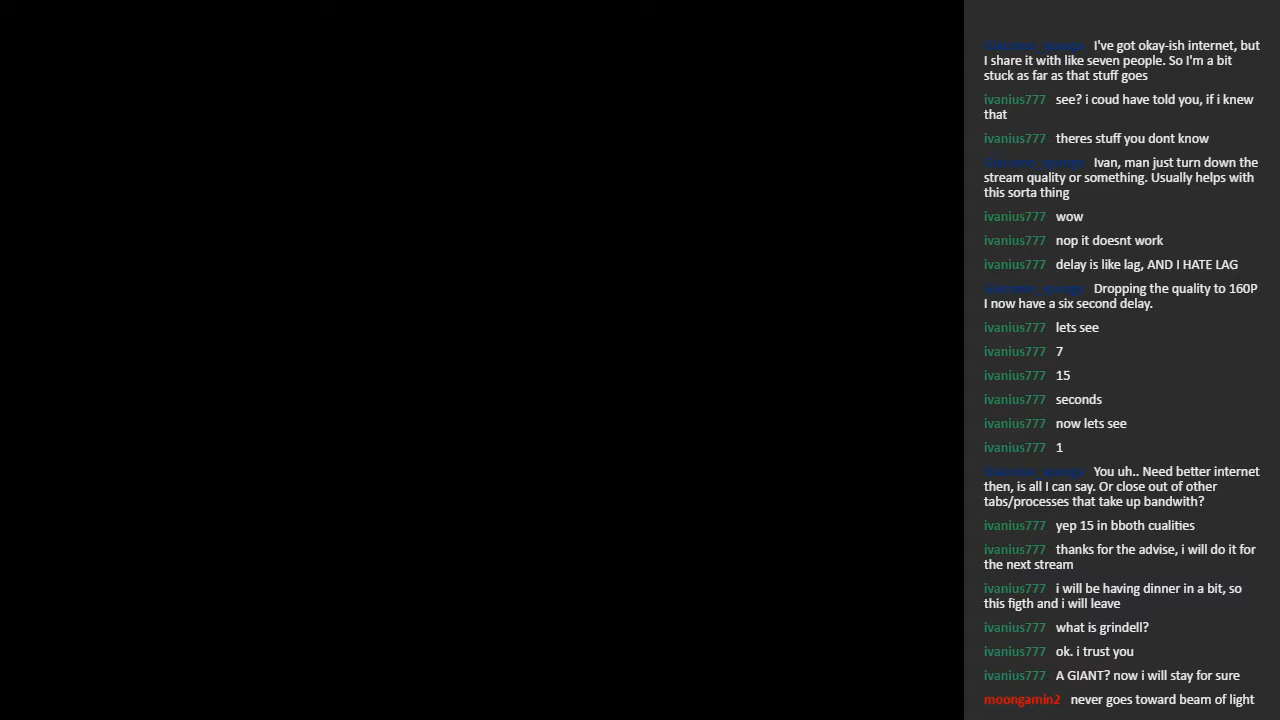 I've got okay-ish internet, but
I share it with like seven people. So I'm a bit
stuck as far as that stuff goes
ivanius777 see? i coud have told you, if i knew
that
ivanius777 theres stuff you dont know
Ivan, man just turn down the
stream quality or something. Usually helps with
this sorta thing
ivanius777 wow
ivanius777 nop it doesnt work
ivanius777 delay is like lag, AND I HATE LAG
Dropping the quality to 160P
I now have a six second delay.
ivanius777 lets see
ivanius777 7
ivanius777 15
ivanius777 seconds
ivanius777 now lets see
ivanius777 1
You uh.. Need better internet
then, is all I can say. Or close out of other
tabs/processes that take up bandwith?
ivanius777 yep 15 in bboth cualities
ivanius777 thanks for the advise, i will do it for
the next stream
ivanius777 i will be having dinner in a bit, so
this figth and i will leave
ivanius777 what is grindell?
ivanius777 ok. i trust you
ivanius777 A GIANT? now i will stay for sure
moongamin2 never goes toward beam of light